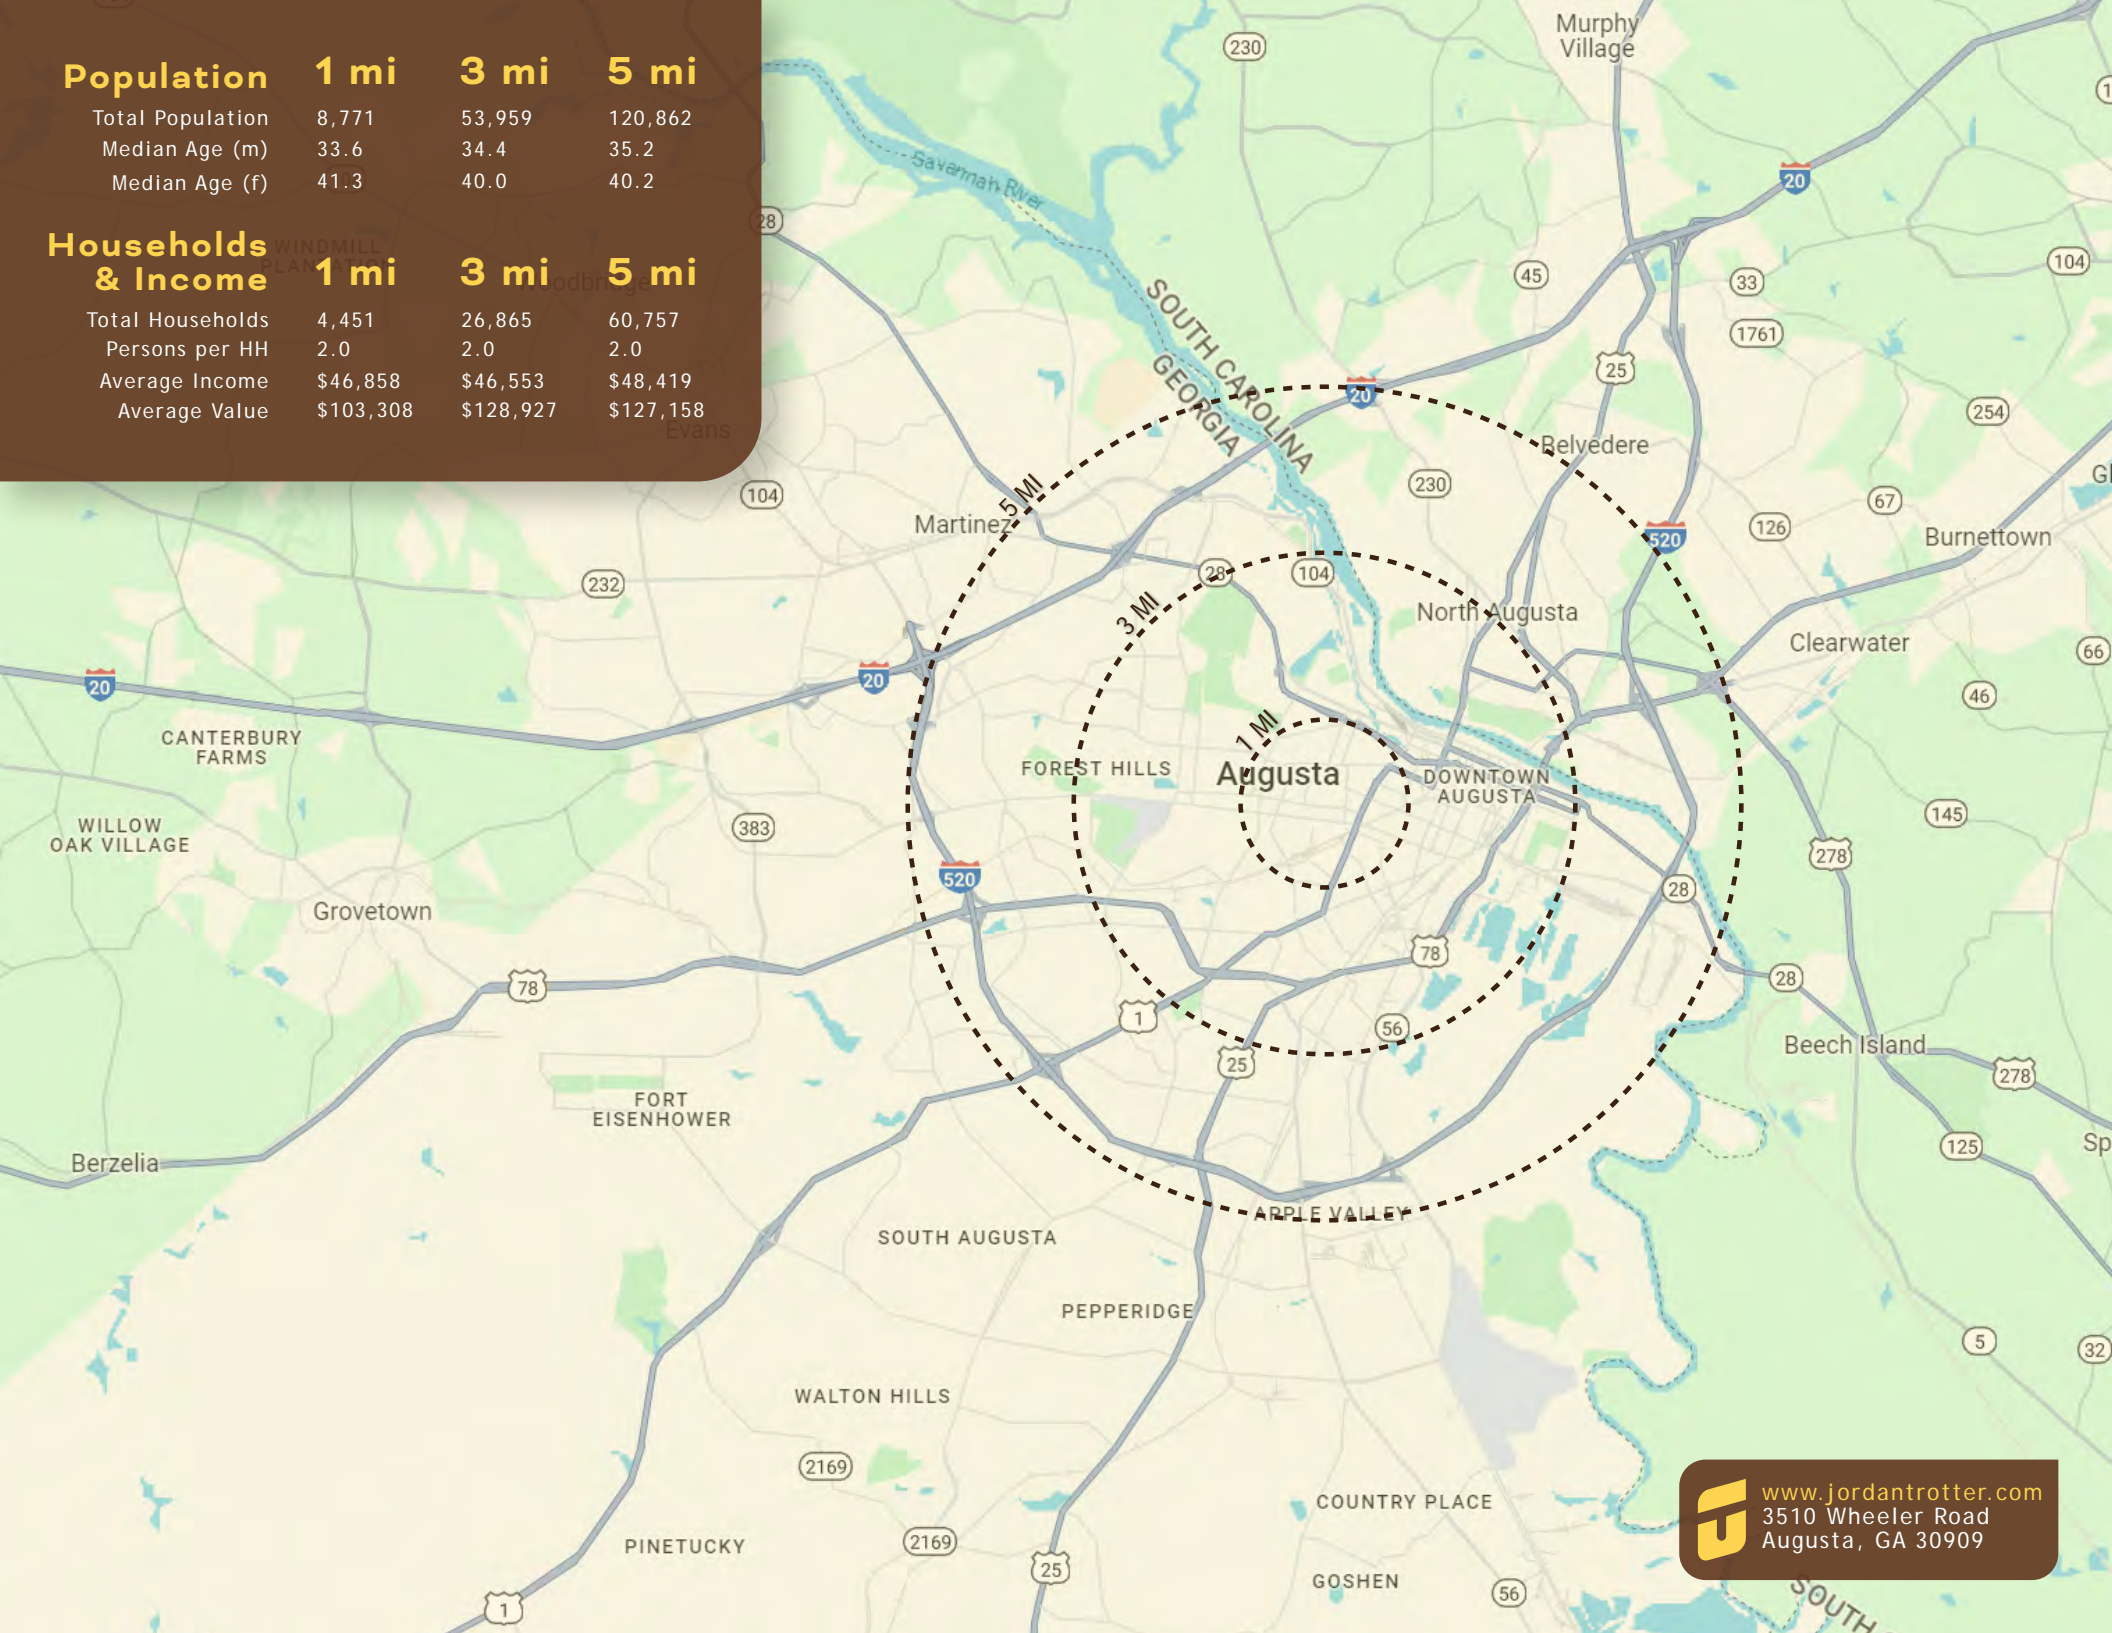 Population 1 mi 3 mi 5 mi
Total Population 8,771 53,959 120,862
Median Age (m) 33.6 34.4 35.2
Median Age (f) 41.3 40.0 40.2
Households
& Income 1 mi 3 mi 5 mi
Total Households 4,451 26,865 60,757
Persons per HH 2.0 2.0 2.0
Average Income $46,858 $46,553 $48,419
Average Value $103,308 $128,927 $127,158
WINDMILL
PLANTATION
Woodbridge
Evans
Murphy
Village
230
1
20
Savannah River
28
104
45
33
1761
SOUTH CAROLINA
GEORGIA
25
20
254
Belvedere
230
67
5 MI
104
Martinez
520
126
Burnettown
232
28
104
3 MI
North Augusta
Clearwater
66
20
20
46
1 MI
CANTERBURY
FARMS
FOREST HILLS
Augusta
DOWNTOWN
AUGUSTA
WILLOW
OAK VILLAGE
383
145
278
520
28
Grovetown
78
78
28
1
56
25
Beech Island
278
FORT
EISENHOWER
Berzelia
125
Sp
APPLE VALLEY
SOUTH AUGUSTA
PEPPERIDGE
5
32
WALTON HILLS
2169
COUNTRY PLACE
2169
PINETUCKY
25
GOSHEN
56
1
SOUTH
www.jordantrotter.com
3510 Wheeler Road
Augusta, GA 30909